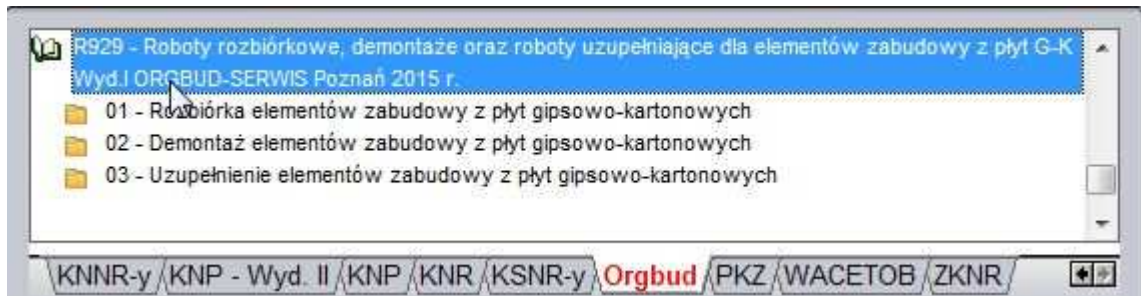 R929 - Roboty rozbiórkowe, demontaże oraz roboty uzupełniające dla elementów zabudowy z płyt G-K
Wyd.I ORGBUD-SERWIS Poznań 2015 r.
01 - Rozbiórka elementów zabudowy z płyt gipsowo-kartonowych
02 - Demontaż elementów zabudowy z płyt gipsowo-kartonowych
03 - Uzupełnienie elementów zabudowy z płyt gipsowo-kartonowych
KNNR-y KNP - Wyd. II KNP KNR KSNR-y Orgbud PKZ WACETOB ZKNR